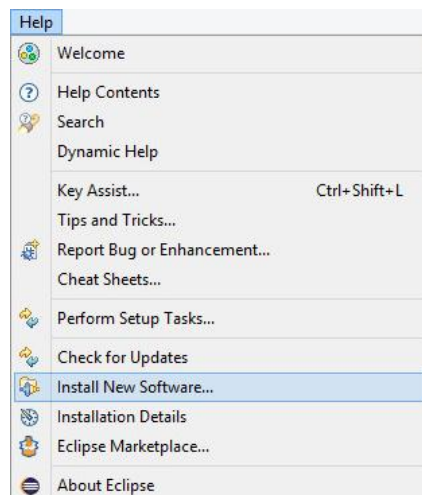 Help
Welcome
Help Contents
Search
Dynamic Help
Key Assist... Ctrl+Shift+L
Tips and Tricks...
Report Bug or Enhancement...
Cheat Sheets...
Perform Setup Tasks...
Check for Updates
Install New Software...
Installation Details
Eclipse Marketplace...
About Eclipse